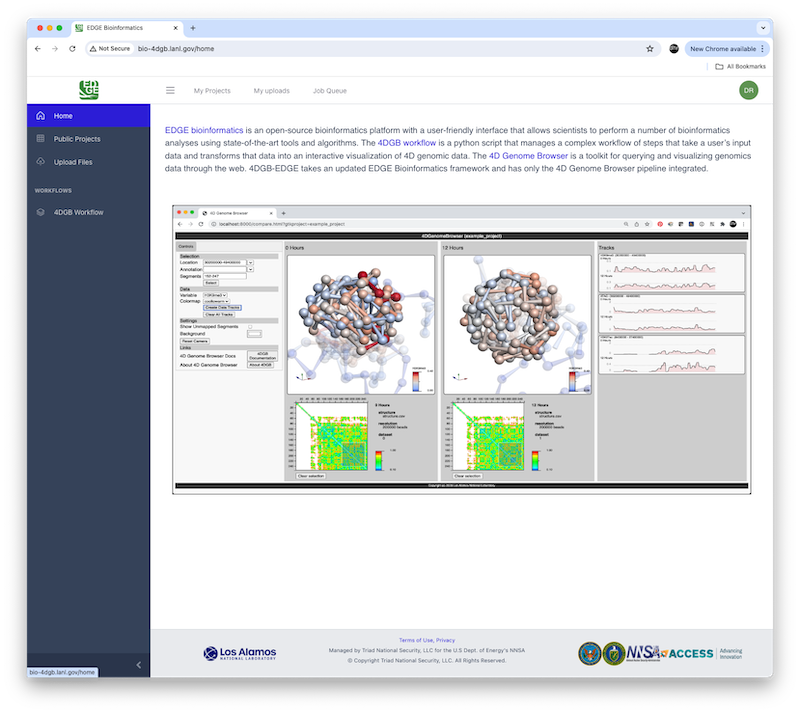 EDGE Bioinformatics
Not Secure bio-4dgb.lanl.gov/home
New Chrome available
All Bookmarks
EDGE
My Projects My uploads Job Queue
DR
Home
Public Projects
Upload Files
WORKFLOWS
4DGB Workflow
EDGE bioinformatics is an open-source bioinformatics platform with a user-friendly interface that allows scientists to perform a number of bioinformatics
analyses using state-of-the-art tools and algorithms. The 4DGB workflow is a python script that manages a complex workflow of steps that take a user's input
data and transforms that data into an interactive visualization of 4D genomic data. The 4D Genome Browser is a toolkit for querying and visualizing genomics
data through the web. 4DGB-EDGE takes an updated EDGE Bioinformatics framework and has only the 4D Genome Browser pipeline integrated.
4D Genome Browser
4DGenomeBrowser (example_project)
Controls
Selection
Location
Annotation
Segments
Select
Data
Variable
Colormap
Create Data Tracks
Clear All Tracks
Settings
Show Unmapped Segments
Background
Reset Camera
Links
4D Genome Browser Docs
4DGB
Documentation
About 4D Genome Browser
About 4DGB
0 Hours
12 Hours
Tracks
structure
structure.csv
resolution
dataset
Clear selection
12 Hours
structure
structure.csv
resolution
dataset
Clear selection
Terms of Use, Privacy
Managed by Triad National Security, LLC for the U.S Dept. of Energy's NNSA
© Copyright Triad National Security, LLC. All Rights Reserved.
Los Alamos
NATIONAL LABORATORY
NNSA
ACCESS
Advancing
Innovation
bio-4dgb.lanl.gov/home